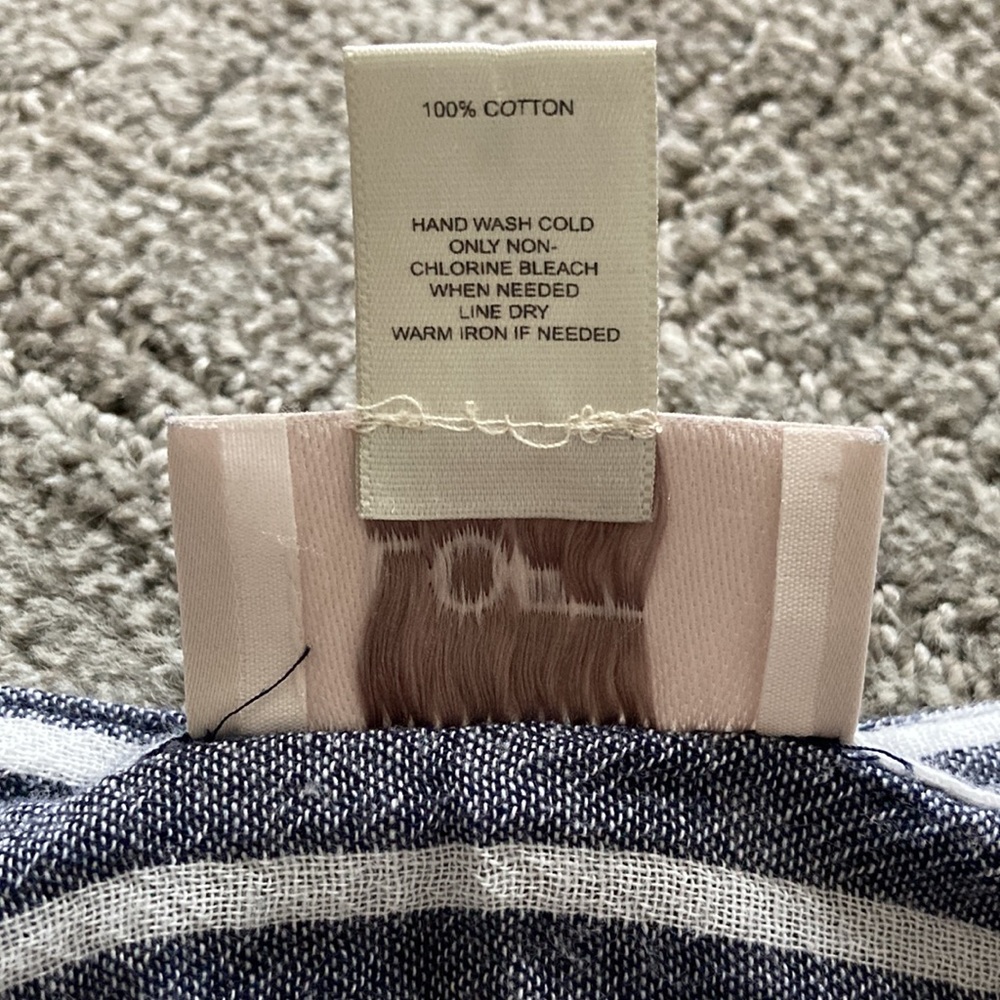 100% COTTON
HAND WASH COLD
ONLY NON-
CHLORINE BLEACH
WHEN NEEDED
LINE DRY
WARM IRON IF NEEDED